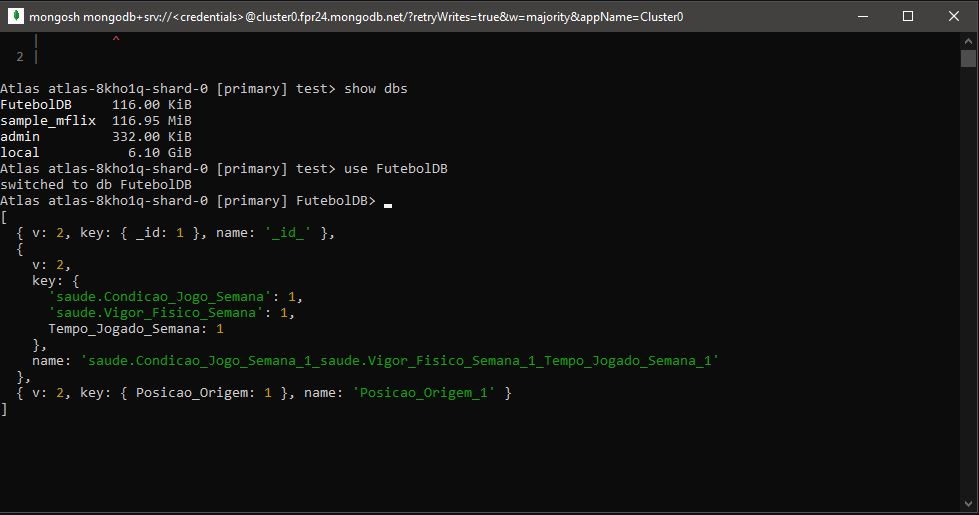 mongosh mongodb+srv://<credentials>@cluster0.fpr24.mongodb.net/?retryWrites=true&w=majority&appName=Cluster0
  |         ^
2 |
Atlas atlas-8kho1q-shard-0 [primary] test> show dbs
FutebolDB     116.00 KiB
sample_mflix  116.95 MiB
admin         332.00 KiB
local           6.10 GiB
Atlas atlas-8kho1q-shard-0 [primary] test> use FutebolDB
switched to db FutebolDB
Atlas atlas-8kho1q-shard-0 [primary] FutebolDB>
[
  { v: 2, key: { _id: 1 }, name: '_id_' },
  {
    v: 2,
    key: {
      'saude.Condicao_Jogo_Semana': 1,
      'saude.Vigor_Fisico_Semana': 1,
      Tempo_Jogado_Semana: 1
    },
    name: 'saude.Condicao_Jogo_Semana_1_saude.Vigor_Fisico_Semana_1_Tempo_Jogado_Semana_1'
  },
  { v: 2, key: { Posicao_Origem: 1 }, name: 'Posicao_Origem_1' }
]